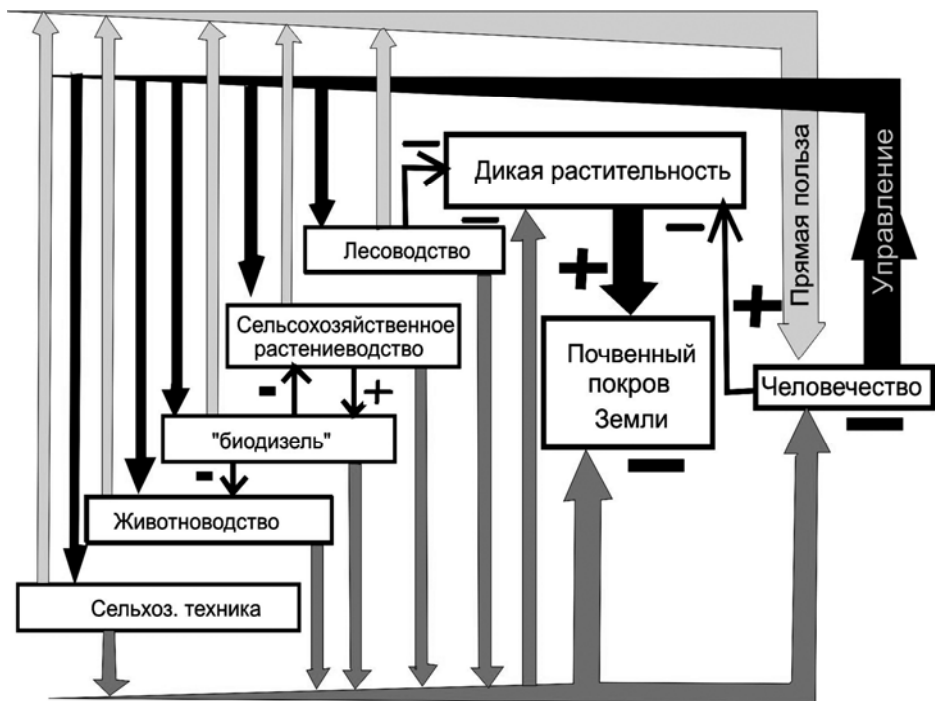 Дикая растительность
Прямая польза
Управление
Лесоводство
Сельсохозяйственное
растениеводство
Почвенный
покров
Земли
Человечество
"биодизель"
Животноводство
Сельхоз. техника